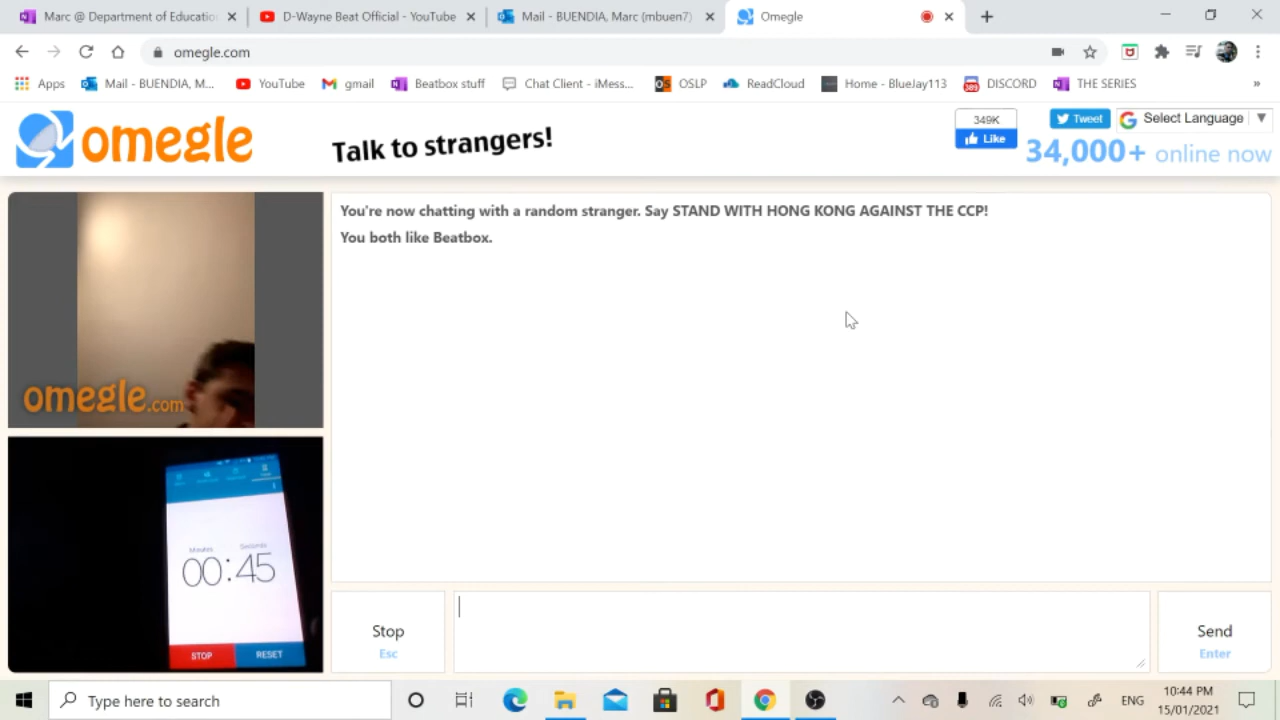 Marc @ Department of Educatio
D-Wayne Beat Official - YouTube
Mail - BUENDIA, Marc (mbuen7)
Omegle
omegle.com
Apps
Mail - BUENDIA, M...
YouTube
gmail
Beatbox stuff
Chat Client - iMess...
OS
OSLP
ReadCloud
Home - BlueJay113
389
DISCORD
THE SERIES
»
omegle
Talk to strangers!
349K
Like
Tweet
Select Language
34,000+ online now
You're now chatting with a random stranger. Say STAND WITH HONG KONG AGAINST THE CCP!
You both like Beatbox.
omegle.com
Minutes
Seconds
00:45
STOP
RESET
Stop
Esc
Send
Enter
Type here to search
ENG
10:44 PM
15/01/2021